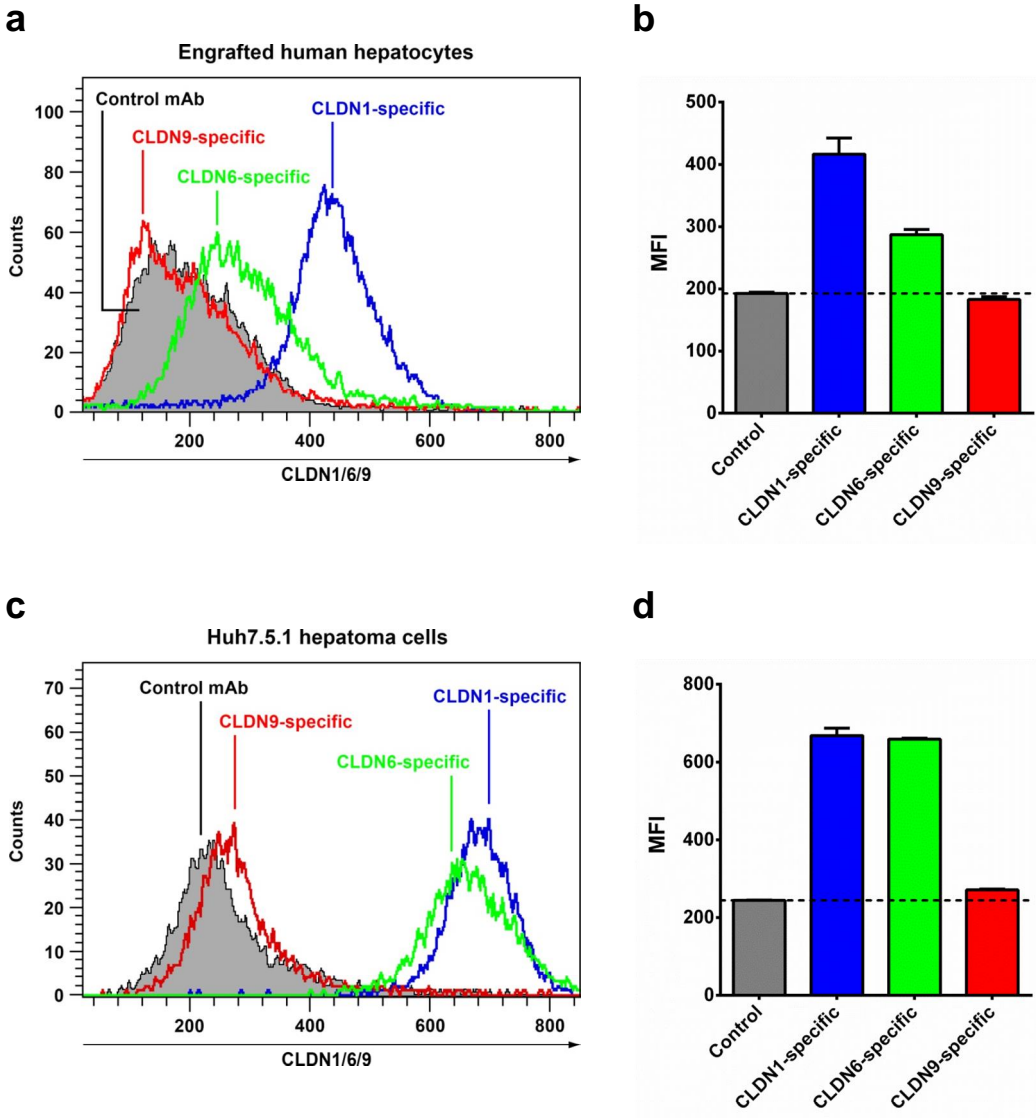 a
Engrafted human hepatocytes
Control mAb
CLDN1-specific
CLDN9-specific
CLDN6-specific
100
80
60
40
20
0
Counts
200 400 600 800
CLDN1/6/9
b
500
400
300
200
100
0
MFI
Control
CLDN1-specific
CLDN6-specific
CLDN9-specific
c
Huh7.5.1 hepatoma cells
Control mAb
CLDN1-specific
CLDN9-specific
CLDN6-specific
70
60
50
40
30
20
10
0
Counts
200 400 600 800
CLDN1/6/9
d
800
600
400
200
0
MFI
Control
CLDN1-specific
CLDN6-specific
CLDN9-specific